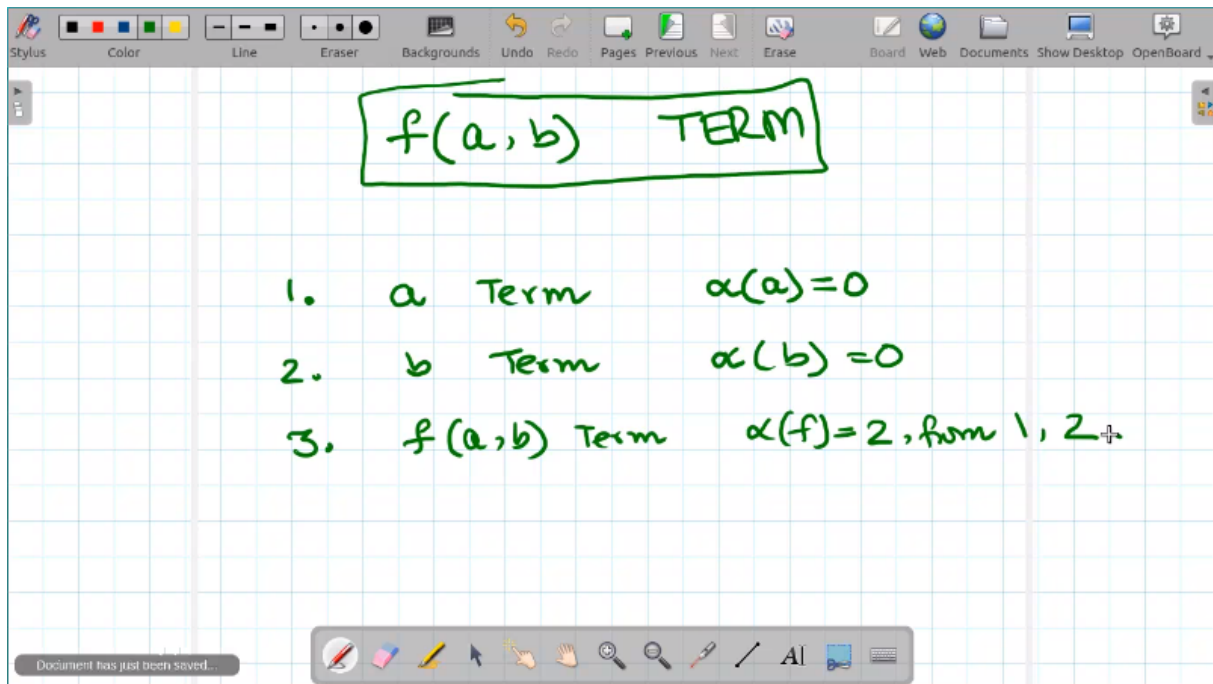 Stylus Color Line Eraser Backgrounds Undo Redo Pages Previous Next Erase Board Web Documents Show Desktop OpenBoard
f(a, b) TERM
1. a Term α(a)=0
2. b Term α(b)=0
3. f(a,b) Term α(f)=2, from 1, 2.
AI
Document has just been saved...